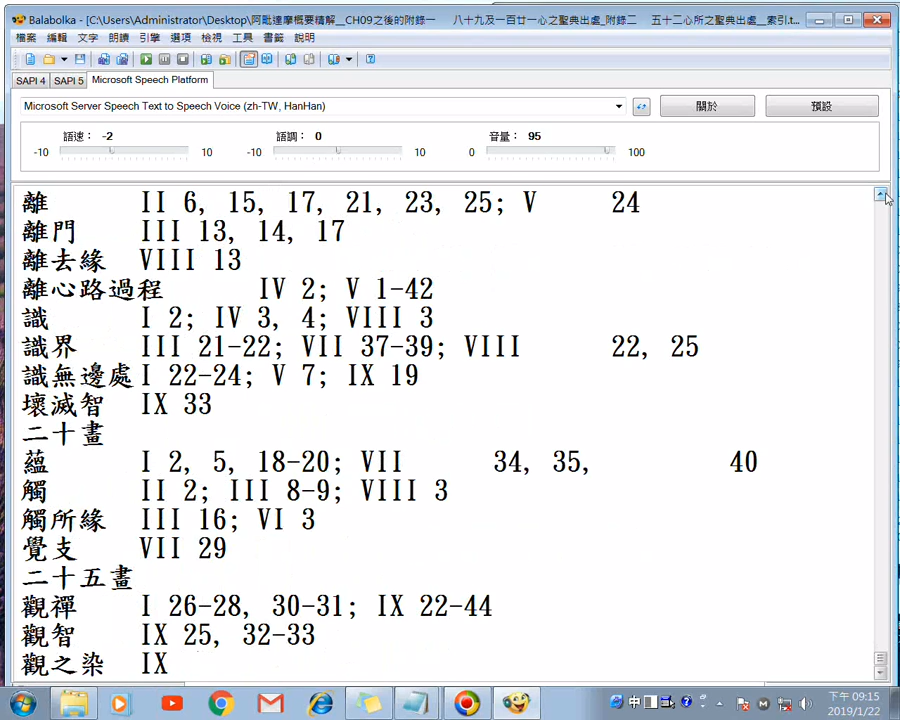 Balabolka - [C:\Users\Administrator\Desktop\阿毗達摩概要精解__CH09之後的附錄一　八十九及一百廿一心之聖典出處_附錄二　五十二心所之聖典出處__索引.t...
檔案 編輯 文字 朗讀 引擎 選項 檢視 工具 書籤 說明
SAPI 4 SAPI 5 Microsoft Speech Platform
Microsoft Server Speech Text to Speech Voice (zh-TW, HanHan) 關於 預設
語速： -2 語調： 0 音量： 95
-10 10 -10 10 0 100
離 II 6, 15, 17, 21, 23, 25; V 24
離門 III 13, 14, 17
離去緣 VIII 13
離心路過程 IV 2; V 1-42
識 I 2; IV 3, 4; VIII 3
識界 III 21-22; VII 37-39; VIII 22, 25
識無邊處 I 22-24; V 7; IX 19
壞滅智 IX 33
二十畫
蘊 I 2, 5, 18-20; VII 34, 35, 40
觸 II 2; III 8-9; VIII 3
觸所緣 III 16; VI 3
覺支 VII 29
二十五畫
觀禪 I 26-28, 30-31; IX 22-44
觀智 IX 25, 32-33
觀之染 IX
中
下午 09:15
2019/1/22